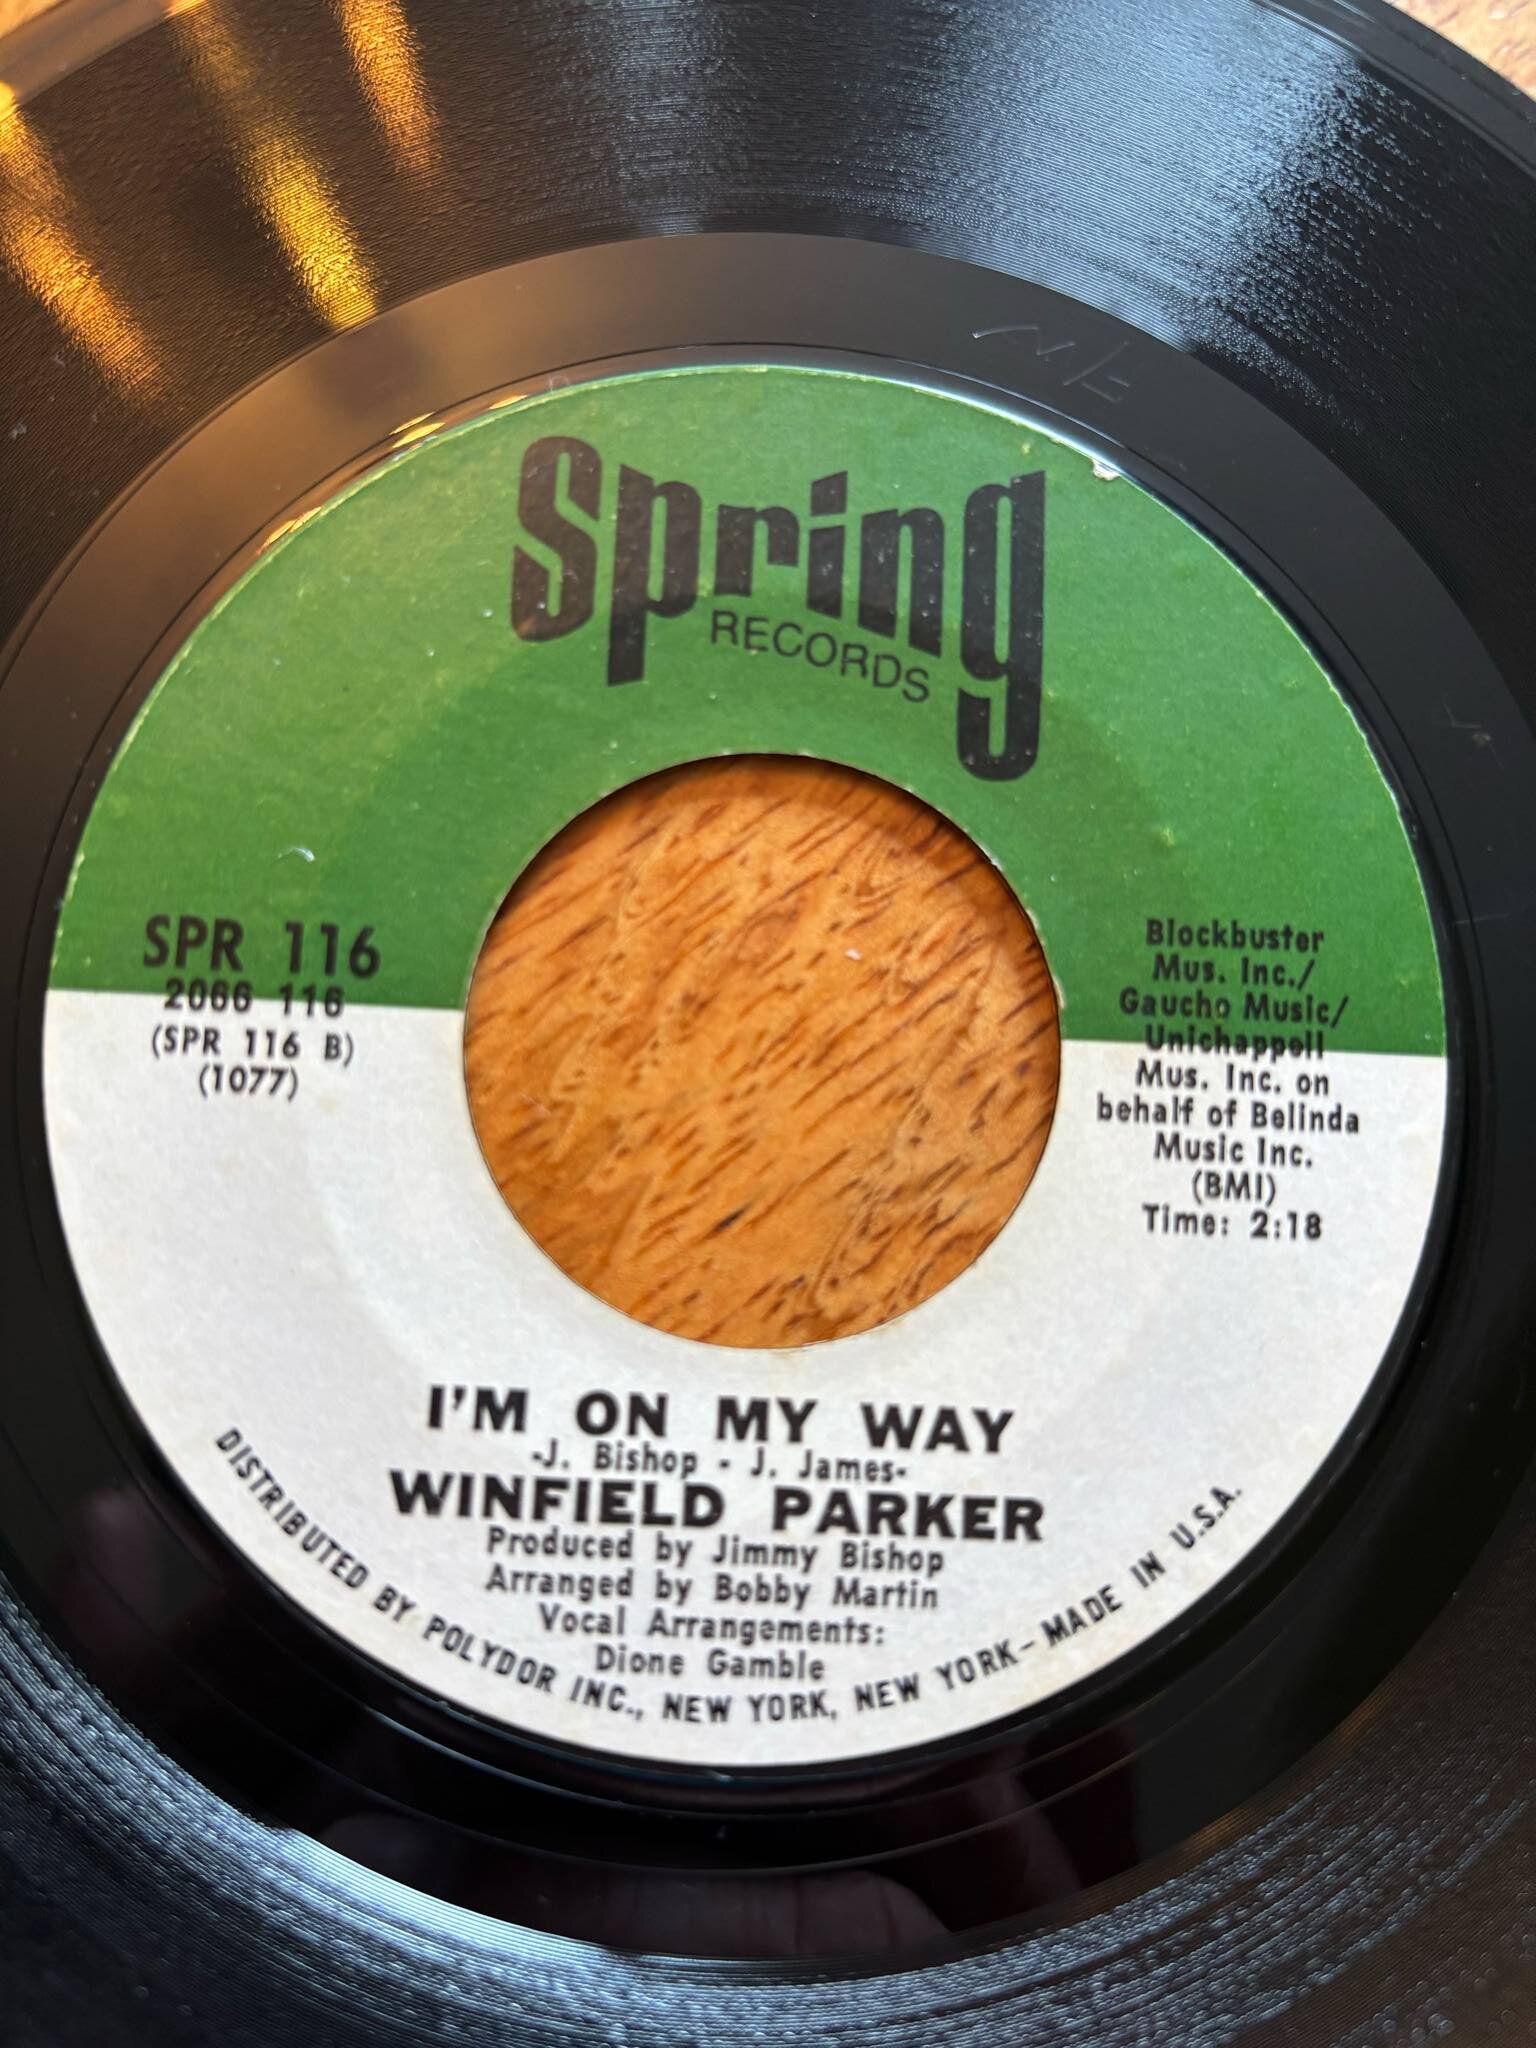 Spring
RECORDS
SPR 116
2066 116
(SPR 116 B)
(1077)
Blockbuster
Mus. Inc./
Gaucho Music/
Unichappell
Mus. Inc. on
behalf of Belinda
Music Inc.
(BMI)
Time: 2:18
I'M ON MY WAY
-J. Bishop - J. James-
WINFIELD PARKER
Produced by Jimmy Bishop
Arranged by Bobby Martin
Vocal Arrangements:
Dione Gamble
DISTRIBUTED BY POLYDOR INC., NEW YORK, NEW YORK - MADE IN U.S.A.